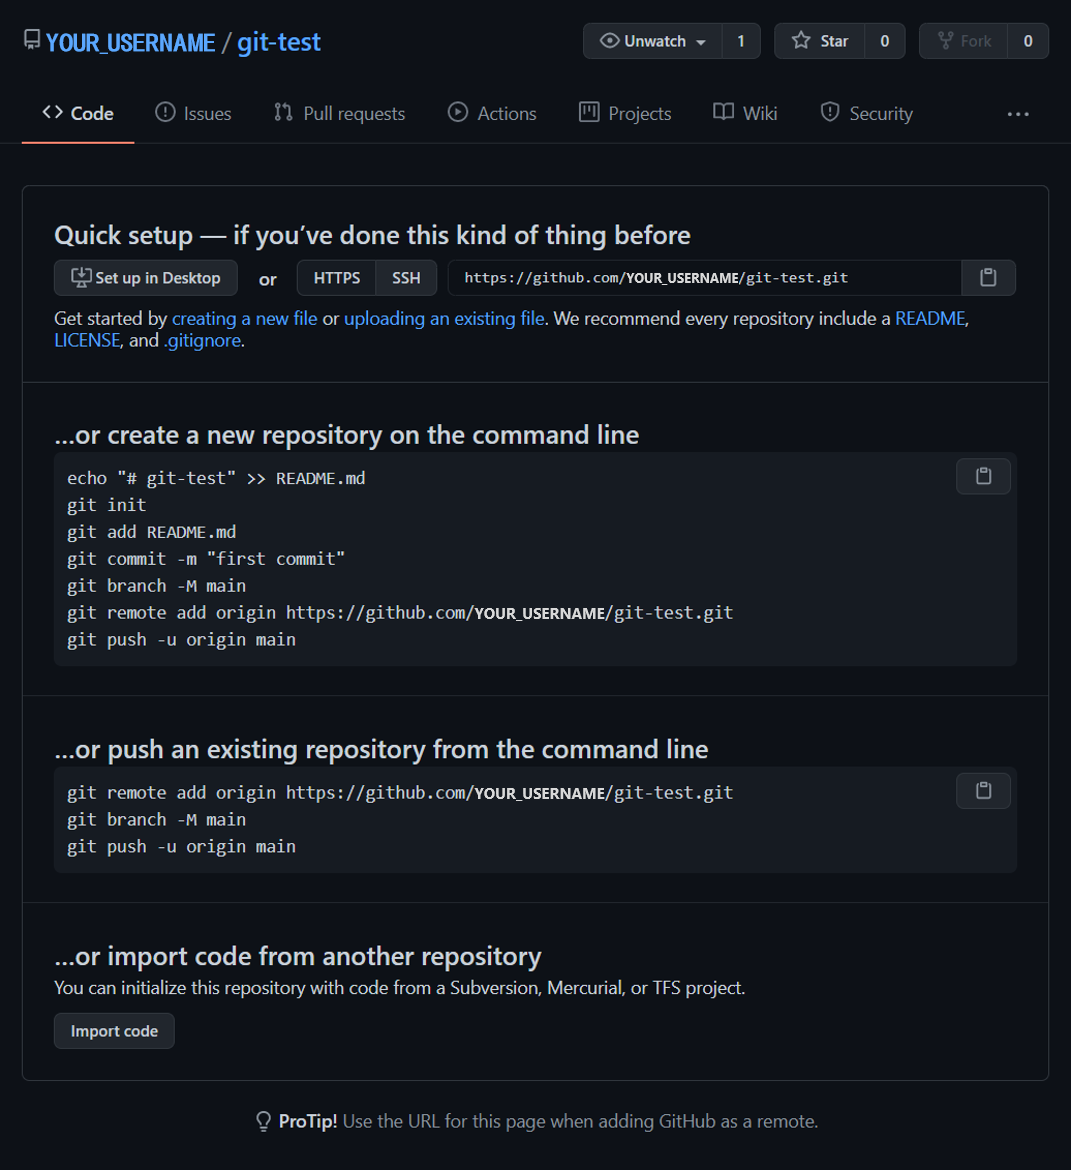 YOUR_USERNAME / git-test
Unwatch 1 Star 0 Fork 0
Code Issues Pull requests Actions Projects Wiki Security ...
Quick setup — if you’ve done this kind of thing before
Set up in Desktop or HTTPS SSH https://github.com/YOUR_USERNAME/git-test.git
Get started by creating a new file or uploading an existing file. We recommend every repository include a README,
LICENSE, and .gitignore.
…or create a new repository on the command line
echo "# git-test" >> README.md
git init
git add README.md
git commit -m "first commit"
git branch -M main
git remote add origin https://github.com/YOUR_USERNAME/git-test.git
git push -u origin main
…or push an existing repository from the command line
git remote add origin https://github.com/YOUR_USERNAME/git-test.git
git branch -M main
git push -u origin main
…or import code from another repository
You can initialize this repository with code from a Subversion, Mercurial, or TFS project.
Import code
ProTip! Use the URL for this page when adding GitHub as a remote.